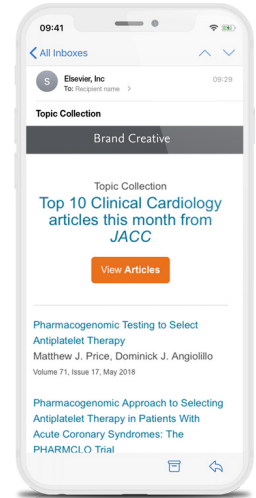 09:41
All Inboxes
S
Elsevier, Inc
09:29
To: Recipient name >
Topic Collection
Brand Creative
Topic Collection
Top 10 Clinical Cardiology
articles this month from
JACC
View Articles
Pharmacogenomic Testing to Select
Antiplatelet Therapy
Matthew J. Price, Dominick J. Angiolillo
Volume 71, Issue 17, May 2018
Pharmacogenomic Approach to Selecting
Antiplatelet Therapy in Patients With
Acute Coronary Syndromes: The
PHARMCLO Trial